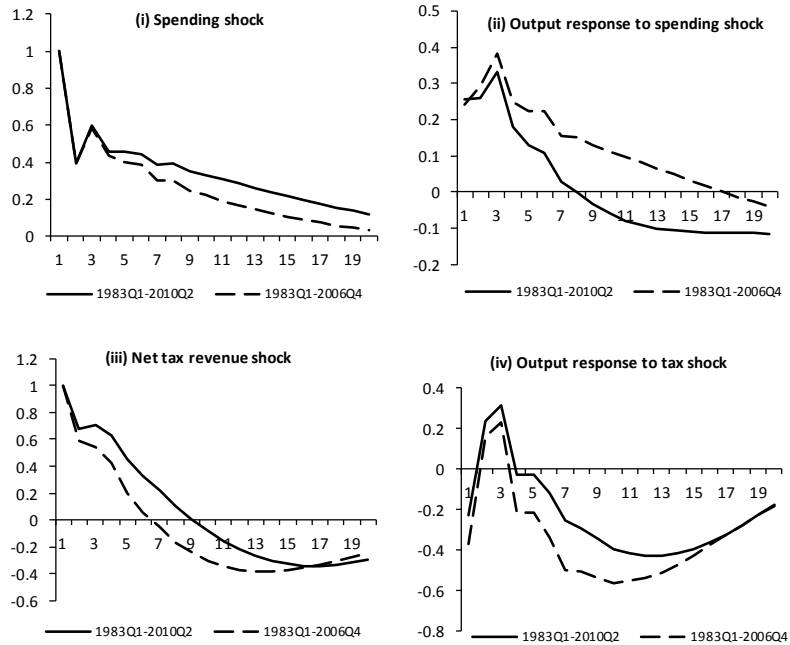 (i) Spending shock
1.2
1
0.8
0.6
0.4
0.2
0
1 3 5 7 9 11 13 15 17 19
1983Q1-2010Q2 1983Q1-2006Q4
(ii) Output response to spending shock
0.5
0.4
0.3
0.2
0.1
0
-0.1
-0.2
1 3 5 7 9 11 13 15 17 19
1983Q1-2010Q2 1983Q1-2006Q4
(iii) Net tax revenue shock
1.2
1
0.8
0.6
0.4
0.2
0
-0.2
-0.4
-0.6
1 3 5 7 9 11 13 15 17 19
1983Q1-2010Q2 1983Q1-2006Q4
(iv) Output response to tax shock
0.4
0.2
0
-0.2
-0.4
-0.6
-0.8
1 3 5 7 9 11 13 15 17 19
1983Q1-2010Q2 1983Q1-2006Q4